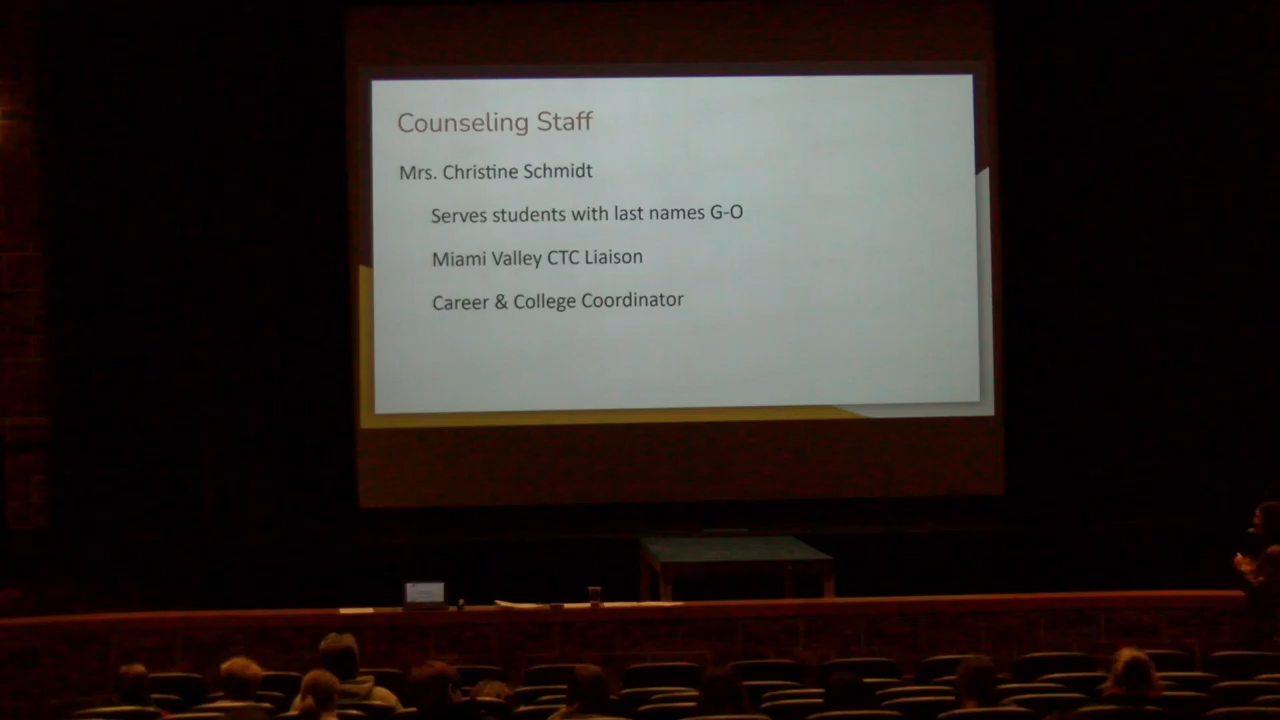 Counseling Staff
Mrs. Christine Schmidt
Serves students with last names G-O
Miami Valley CTC Liaison
Career & College Coordinator